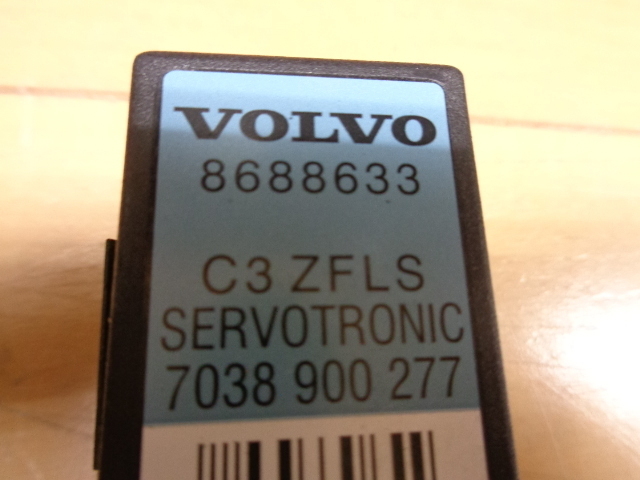 VOLVO
8688633
C3 ZFLS
SERVOTRONIC
7038 900 277